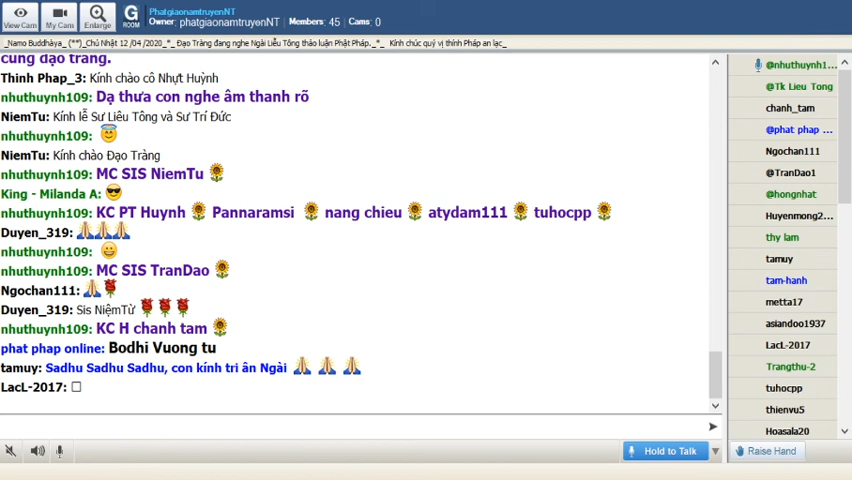 View Cam
My Cam
Enlarge
G
ROOM
PhatgiaonamtruyenNT
Owner: phatgiaonamtruyenNT Members: 45 Cams: 0
_Namo Buddhàya_ (**)_Chủ Nhật 12 /04 /2020_*_ Đạo Tràng đang nghe Ngài Liễu Tông thảo luận Phật Pháp._*_ Kính chúc quý vị thính Pháp an lạc_
cùng đạo tràng.
Thinh Phap_3: Kính chào cô Nhựt Huỳnh
nhuthuynh109: Dạ thưa con nghe âm thanh rõ
NiemTu: Kính lễ Sư Liêu Tông và Sư Trí Đức
nhuthuynh109:
NiemTu: Kính chào Đạo Tràng
nhuthuynh109: MC SIS NiemTu
King - Milanda A:
nhuthuynh109: KC PT Huynh Pannaramsi nang chieu atydam111 tuhocpp
Duyen_319:
nhuthuynh109:
nhuthuynh109: MC SIS TranDao
Ngochan111:
Duyen_319: Sis NiệmTừ
nhuthuynh109: KC H chanh tam
phat phap online: Bodhi Vuong tu
tamuy: Sadhu Sadhu Sadhu, con kính tri ân Ngài
LacL-2017:
@nhuthuynh1...
@Tk Lieu Tong
chanh_tam
@phat phap ...
Ngochan111
@TranDao1
@hongnhat
Huyenmong2...
thy lam
tamuy
tam-hanh
metta17
asiandoo1937
LacL-2017
Trangthu-2
tuhocpp
thienvu5
Hoasala20
Hold to Talk
Raise Hand